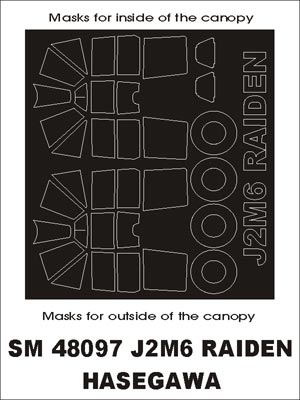 Masks for inside of the canopy
J2M6 RAIDEN
Masks for outside of the canopy
SM 48097 J2M6 RAIDEN
HASEGAWA